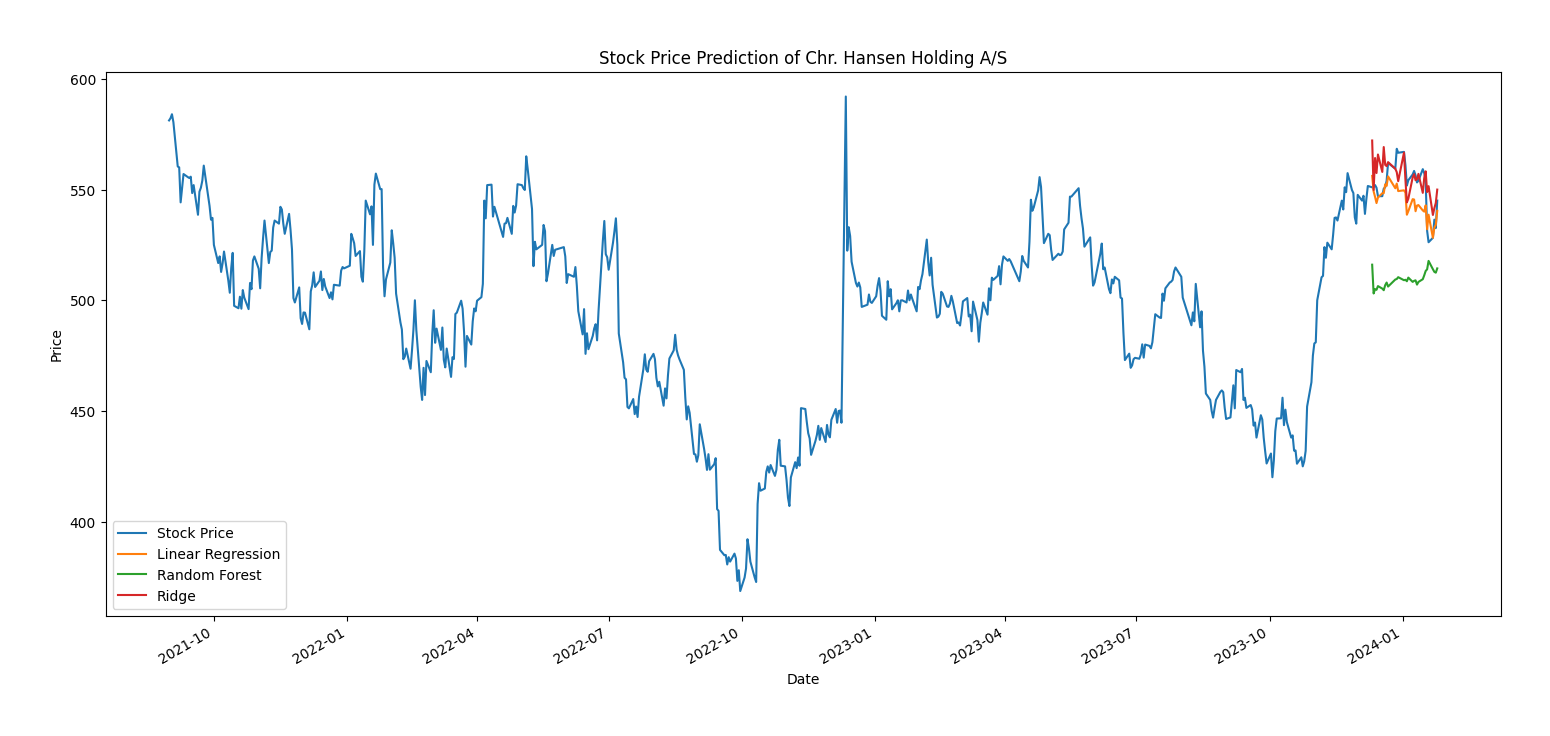 Stock Price Prediction of Chr. Hansen Holding A/S
600
550
500
450
400
Price
Stock Price
Linear Regression
Random Forest
Ridge
2021-10
2022-01
2022-04
2022-07
2022-10
2023-01
2023-04
2023-07
2023-10
2024-01
Date